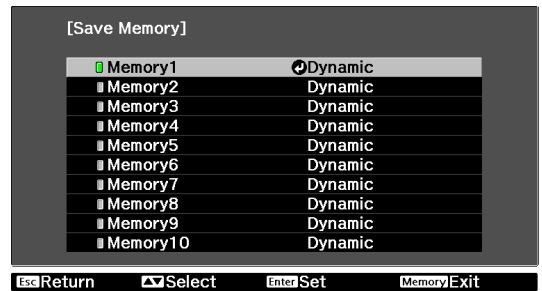 [Save Memory]
Memory1 Dynamic
Memory2 Dynamic
Memory3 Dynamic
Memory4 Dynamic
Memory5 Dynamic
Memory6 Dynamic
Memory7 Dynamic
Memory8 Dynamic
Memory9 Dynamic
Memory10 Dynamic
Esc Return Select Enter Set Memory Exit